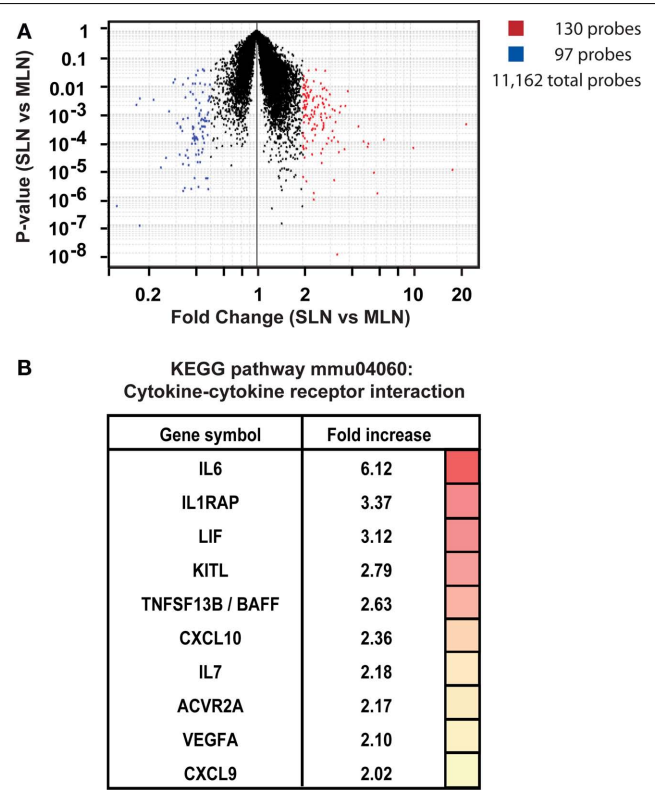 A
130 probes
97 probes
11,162 total probes
P-value (SLN vs MLN)
1
0.1
0.01
10-3
10-4
10-5
10-6
10-7
10-8
0.2 1 2 10 20
Fold Change (SLN vs MLN)
B
KEGG pathway mmu04060:
Cytokine-cytokine receptor interaction
Gene symbol Fold increase
IL6 6.12
IL1RAP 3.37
LIF 3.12
KITL 2.79
TNFSF13B / BAFF 2.63
CXCL10 2.36
IL7 2.18
ACVR2A 2.17
VEGFA 2.10
CXCL9 2.02